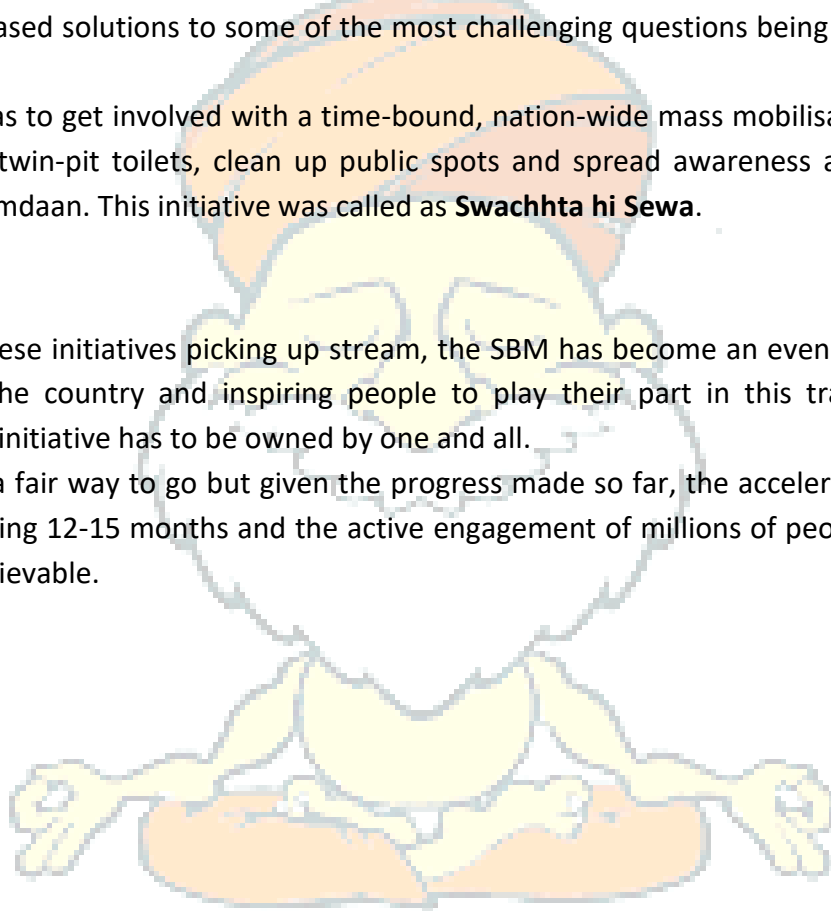 ased solutions to some of the most challenging questions being
as to get involved with a time-bound, nation-wide mass mobilisa
twin-pit toilets, clean up public spots and spread awareness a
mdaan. This initiative was called as Swachhta hi Sewa.
ese initiatives picking up stream, the SBM has become an even
he country and inspiring people to play their part in this tra
initiative has to be owned by one and all.
a fair way to go but given the progress made so far, the acceler
ing 12-15 months and the active engagement of millions of peo
ievable.